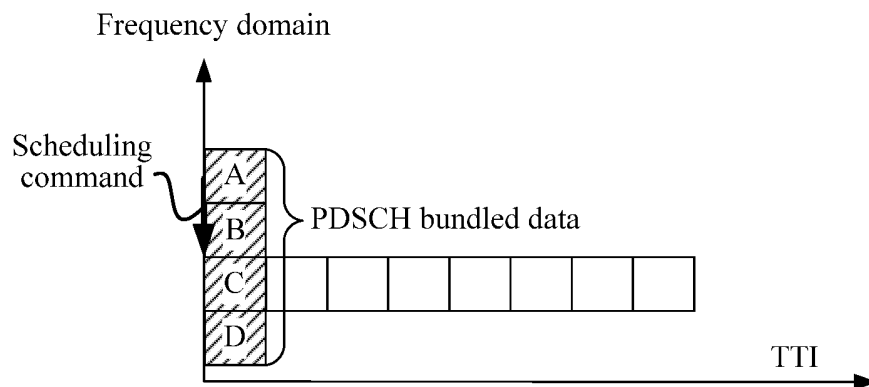 Frequency domain
Scheduling
command
A
B
PDSCH bundled data
C
D
TTI